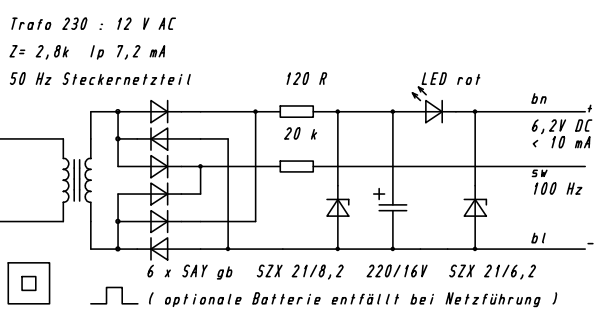 Trafo 230 : 12 V AC
Z= 2,8k Ip 7,2 mA
50 Hz Steckernetzteil
120 R
LED rot
20 k
bn
+
6,2V DC
< 10 mA
sw
100 Hz
bl
-
6 x SAY gb
SZX 21/8,2
220/16V
SZX 21/6,2
+
( optionale Batterie entfällt bei Netzführung )